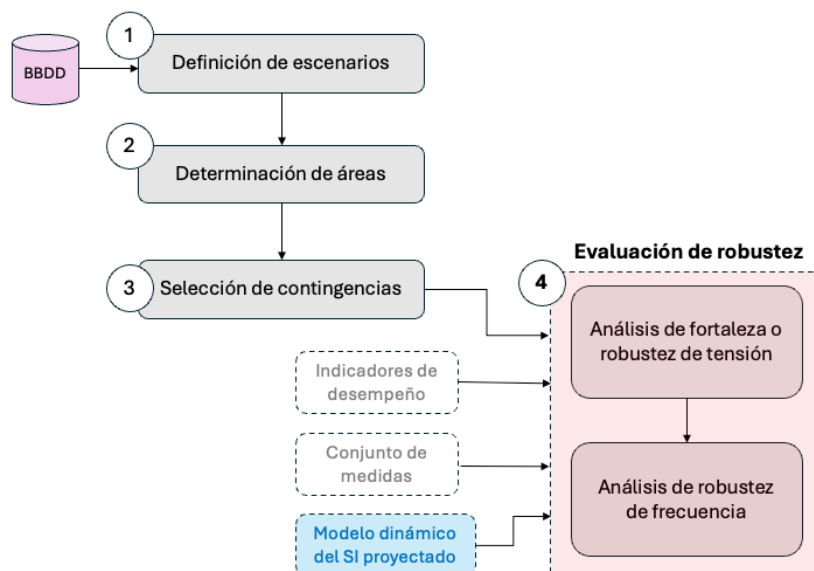 1
BBDD
Definición de escenarios
2
Determinación de áreas
3
Selección de contingencias
Evaluación de robustez
4
Análisis de fortaleza o
robustez de tensión
Indicadores de
desempeño
Conjunto de
medidas
Análisis de robustez
de frecuencia
Modelo dinámico
del SI proyectado